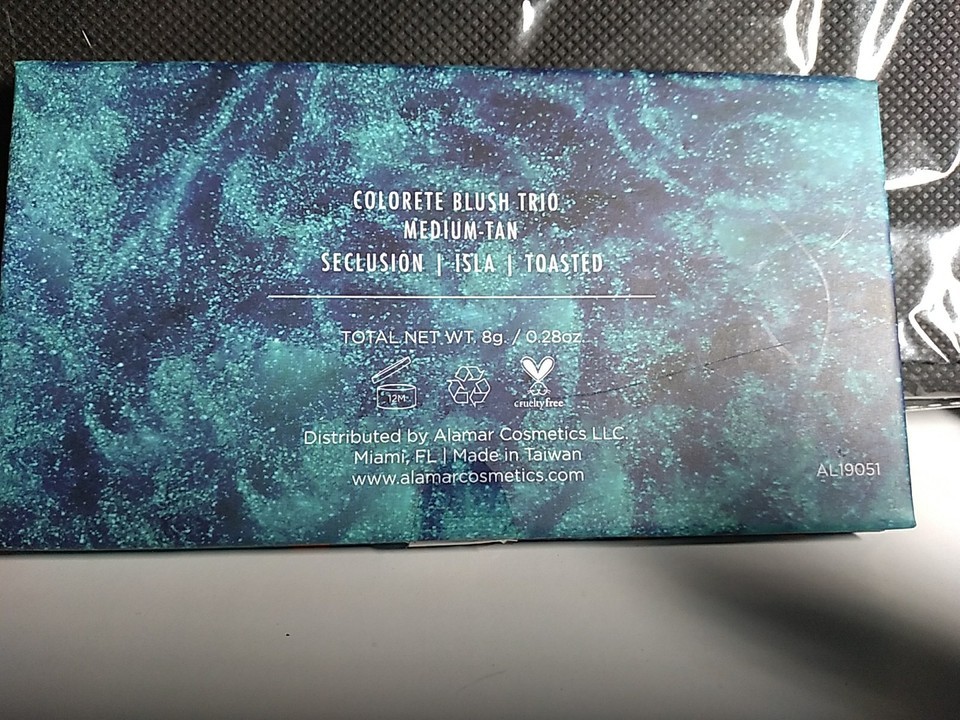 COLORETE BLUSH TRIO
MEDIUM-TAN
SECLUSION | ISLA | TOASTED
TOTAL NET WT. 8g. / 0.28oz.
12M
crueltyfree
Distributed by Alamar Cosmetics LLC.
Miami, FL | Made in Taiwan
www.alamarcosmetics.com
AL19051